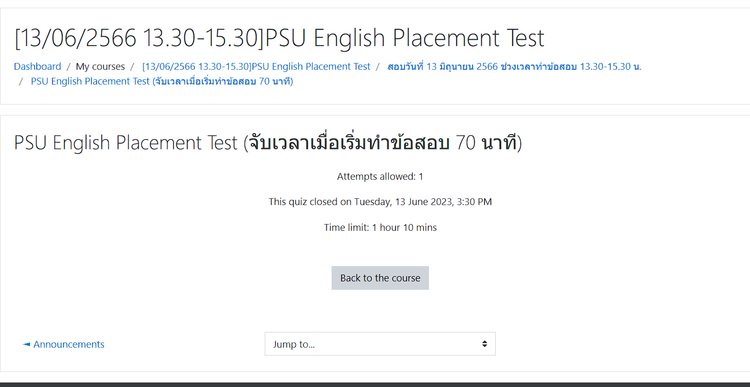 [13/06/2566 13.30-15.30]PSU English Placement Test
Dashboard / My courses / [13/06/2566 13.30-15.30]PSU English Placement Test / สอบวันที่ 13 มิถุนายน 2566 ช่วงเวลาทำข้อสอบ 13.30-15.30 น.
/ PSU English Placement Test (จับเวลาเมื่อเริ่มทำข้อสอบ 70 นาที)
PSU English Placement Test (จับเวลาเมื่อเริ่มทำข้อสอบ 70 นาที)
Attempts allowed: 1
This quiz closed on Tuesday, 13 June 2023, 3:30 PM
Time limit: 1 hour 10 mins
Back to the course
◄ Announcements
Jump to...